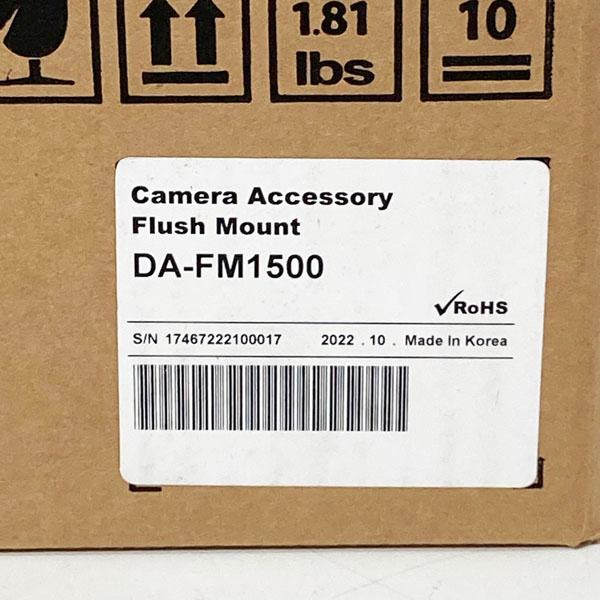 1.81
lbs
10
Camera Accessory
Flush Mount
DA-FM1500
RoHS
S/N 17467222100017 2022 . 10 . Made In Korea